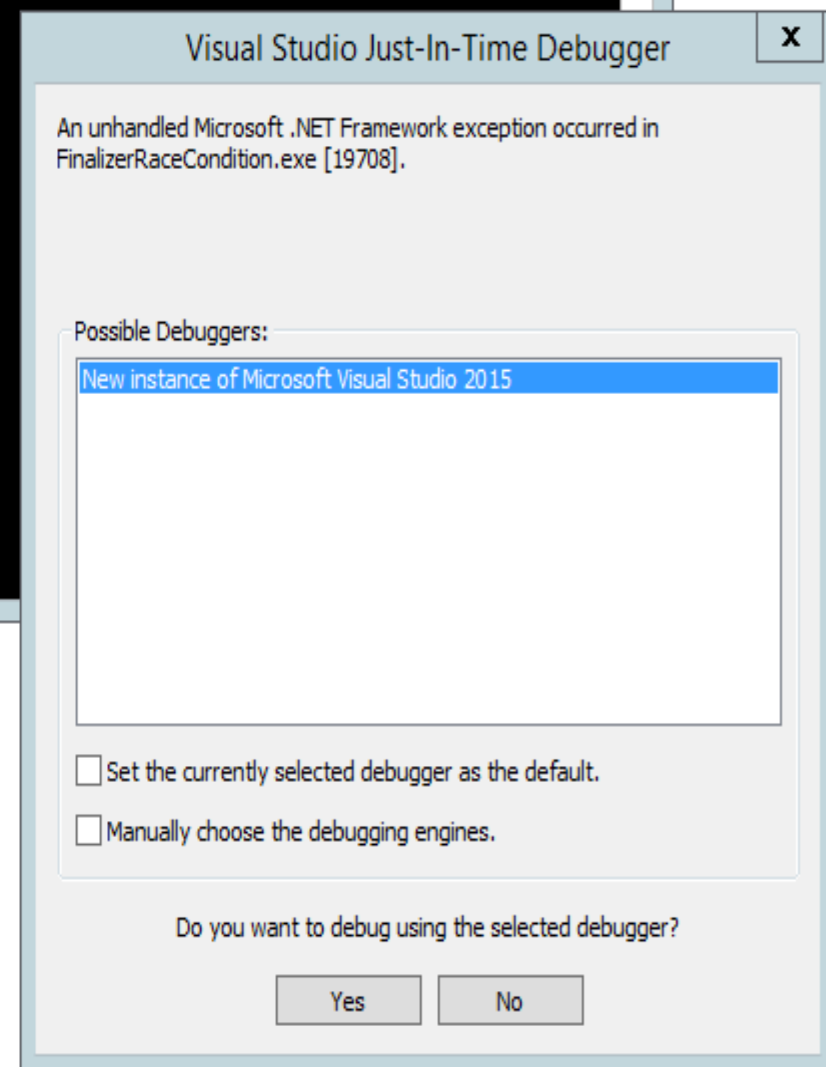 Visual Studio Just-In-Time Debugger
x
An unhandled Microsoft .NET Framework exception occurred in
FinalizerRaceCondition.exe [19708].
Possible Debuggers:
New instance of Microsoft Visual Studio 2015
Set the currently selected debugger as the default.
Manually choose the debugging engines.
Do you want to debug using the selected debugger?
Yes
No